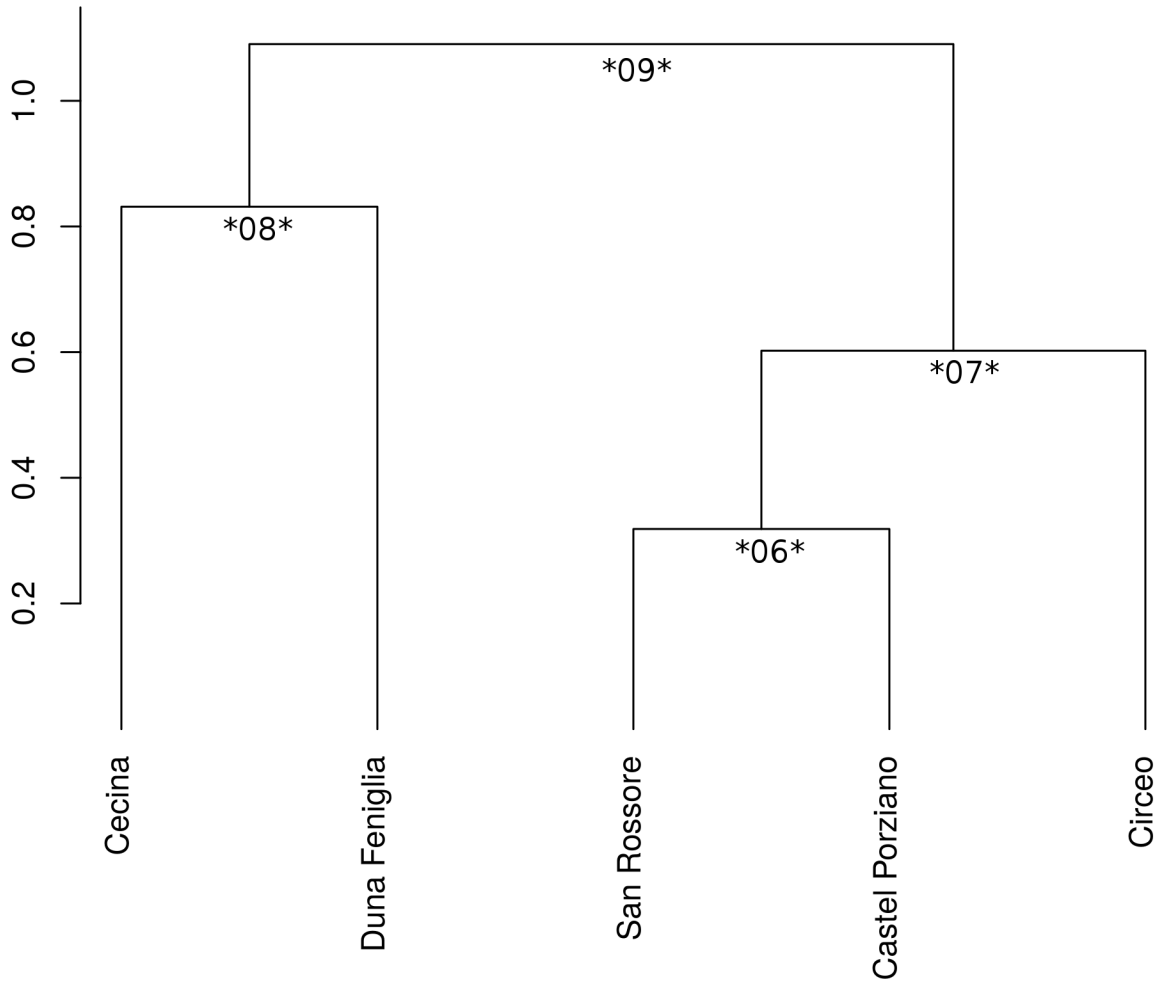 1.0
0.8
0.6
0.4
0.2
*09*
*08*
*07*
*06*
Cecina
Duna Feniglia
San Rossore
Castel Porziano
Circeo